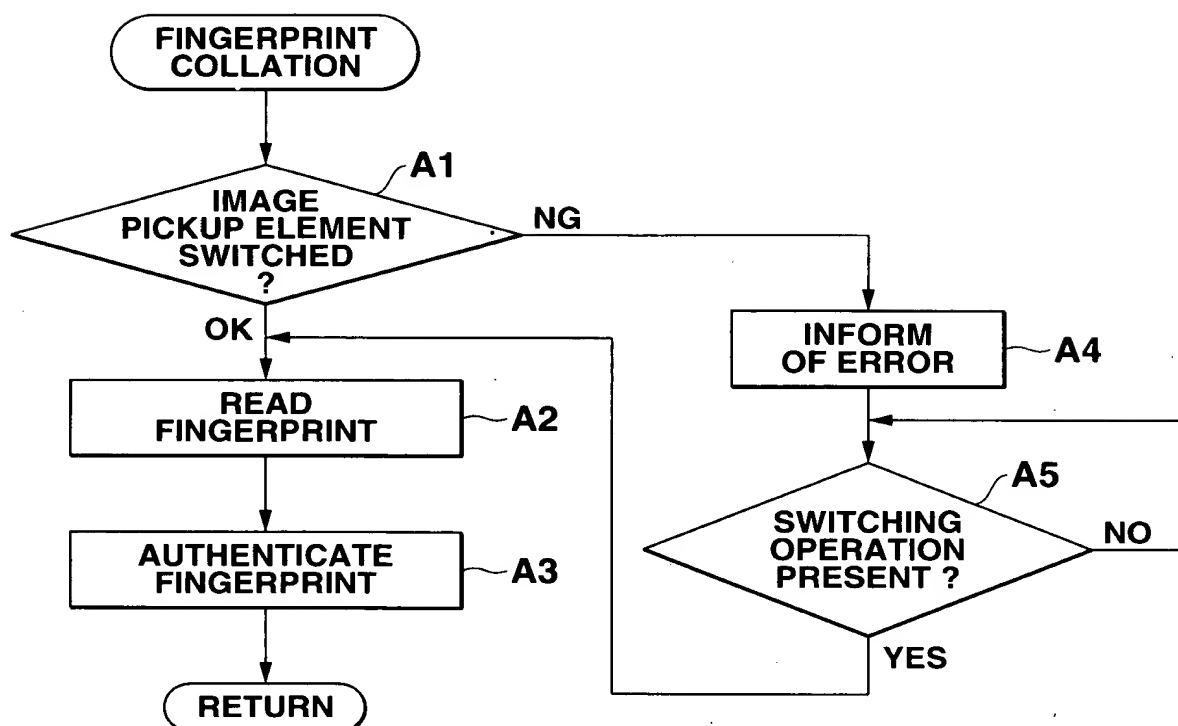 FINGERPRINT
COLLATION
A1
IMAGE
PICKUP ELEMENT
SWITCHED
?
NG
OK
INFORM
OF ERROR
A4
READ
FINGERPRINT
A2
A5
SWITCHING
OPERATION
PRESENT ?
NO
AUTHENTICATE
FINGERPRINT
A3
YES
RETURN